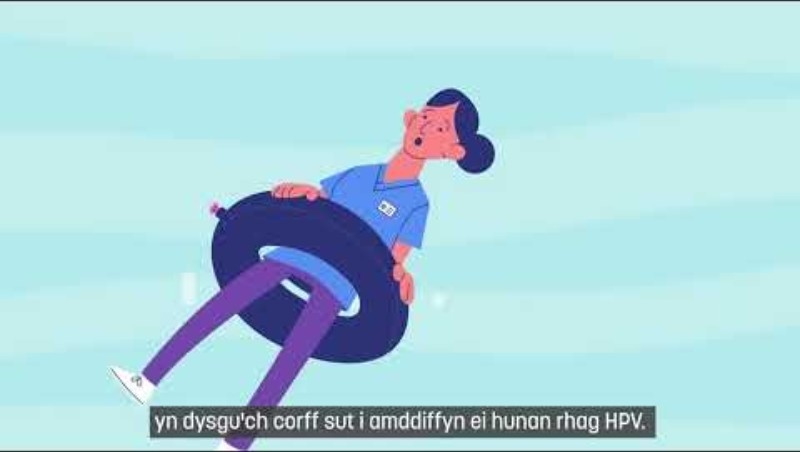 yn dysgu'ch corff sut i amddiffyn ei hunan rhag HPV.